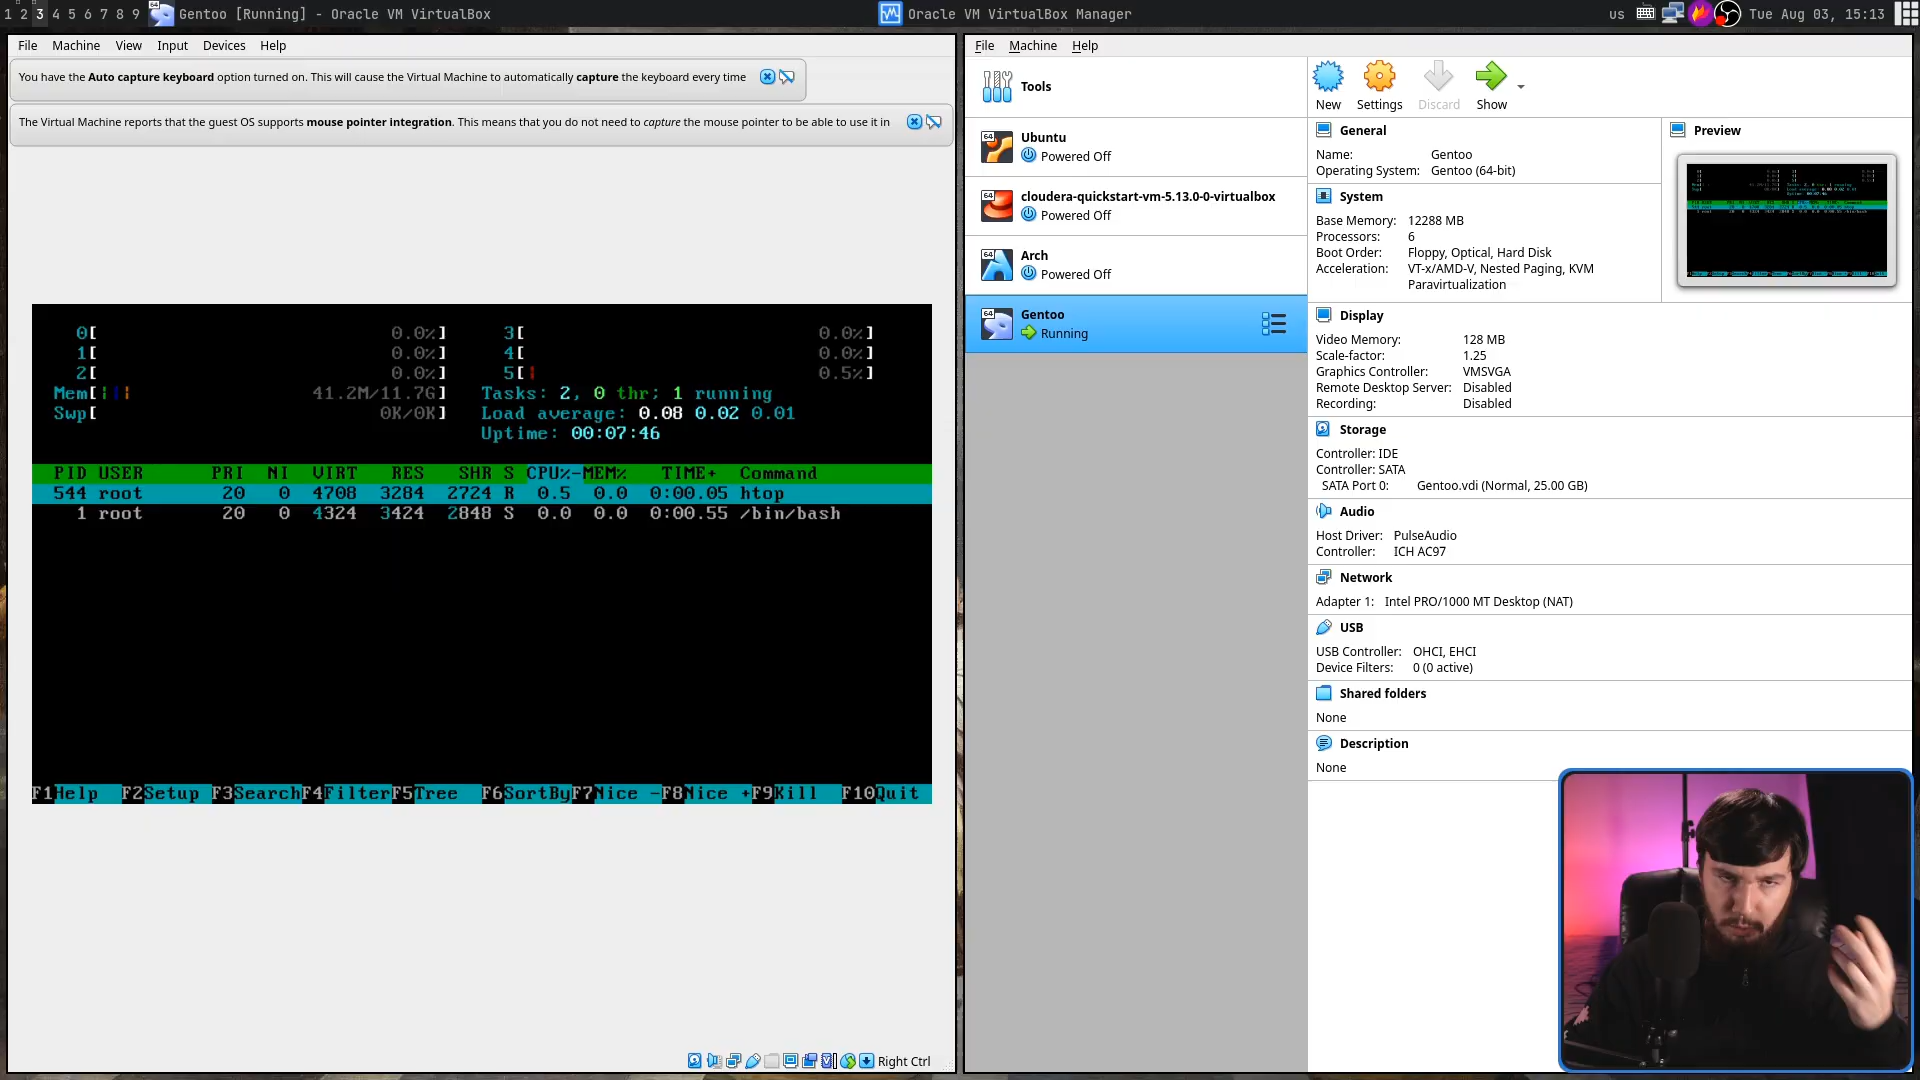 1 2 3 4 5 6 7 8 9 Gentoo [Running] - Oracle VM VirtualBox
Oracle VM VirtualBox Manager
us Tue Aug 03, 15:13
File Machine View Input Devices Help
You have the Auto capture keyboard option turned on. This will cause the Virtual Machine to automatically capture the keyboard every time
The Virtual Machine reports that the guest OS supports mouse pointer integration. This means that you do not need to capture the mouse pointer to be able to use it in
0[ 0.0%] 3[ 0.0%]
1[ 0.0%] 4[ 0.0%]
2[ 0.0%] 5[| 0.5%]
Mem[|||| 41.2M/11.7G] Tasks: 2, 0 thr; 1 running
Swp[ 0K/0K] Load average: 0.08 0.02 0.01
Uptime: 00:07:46
PID USER PRI NI VIRT RES SHR S CPU%-MEM% TIME+ Command
544 root 20 0 4708 3284 2724 R 0.5 0.0 0:00.05 htop
1 root 20 0 4324 3424 2848 S 0.0 0.0 0:00.55 /bin/bash
F1Help F2Setup F3SearchF4FilterF5Tree F6SortByF7Nice -F8Nice +F9Kill F10Quit
Right Ctrl
File Machine Help
Tools
64
Ubuntu
Powered Off
64
cloudera-quickstart-vm-5.13.0-0-virtualbox
Powered Off
64
Arch
Powered Off
64
Gentoo
Running
New Settings Discard Show
General
Name: Gentoo
Operating System: Gentoo (64-bit)
Preview
System
Base Memory: 12288 MB
Processors: 6
Boot Order: Floppy, Optical, Hard Disk
Acceleration: VT-x/AMD-V, Nested Paging, KVM
Paravirtualization
Display
Video Memory: 128 MB
Scale-factor: 1.25
Graphics Controller: VMSVGA
Remote Desktop Server: Disabled
Recording: Disabled
Storage
Controller: IDE
Controller: SATA
SATA Port 0: Gentoo.vdi (Normal, 25.00 GB)
Audio
Host Driver: PulseAudio
Controller: ICH AC97
Network
Adapter 1: Intel PRO/1000 MT Desktop (NAT)
USB
USB Controller: OHCI, EHCI
Device Filters: 0 (0 active)
Shared folders
None
Description
None